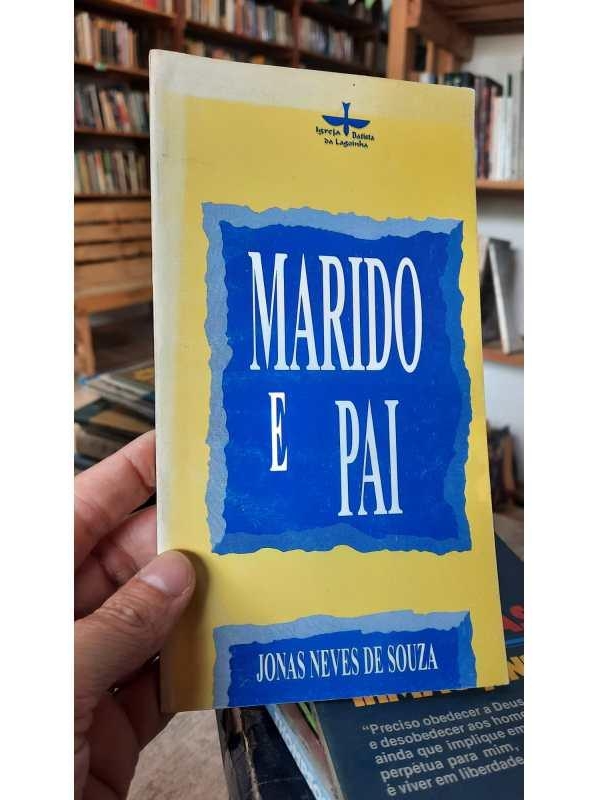 Igreja Batista
da Lagoinha
MARIDO
E
PAI
JONAS NEVES DE SOUZA
"Preciso obedecer a Deus
e desobedecer aos home
ainda que implique em
perpétua para mim,
é viver em liberdade